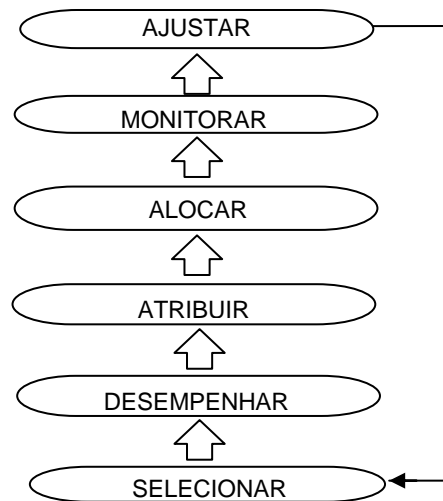 AJUSTAR
MONITORAR
ALOCAR
ATRIBUIR
DESEMPENHAR
SELECIONAR